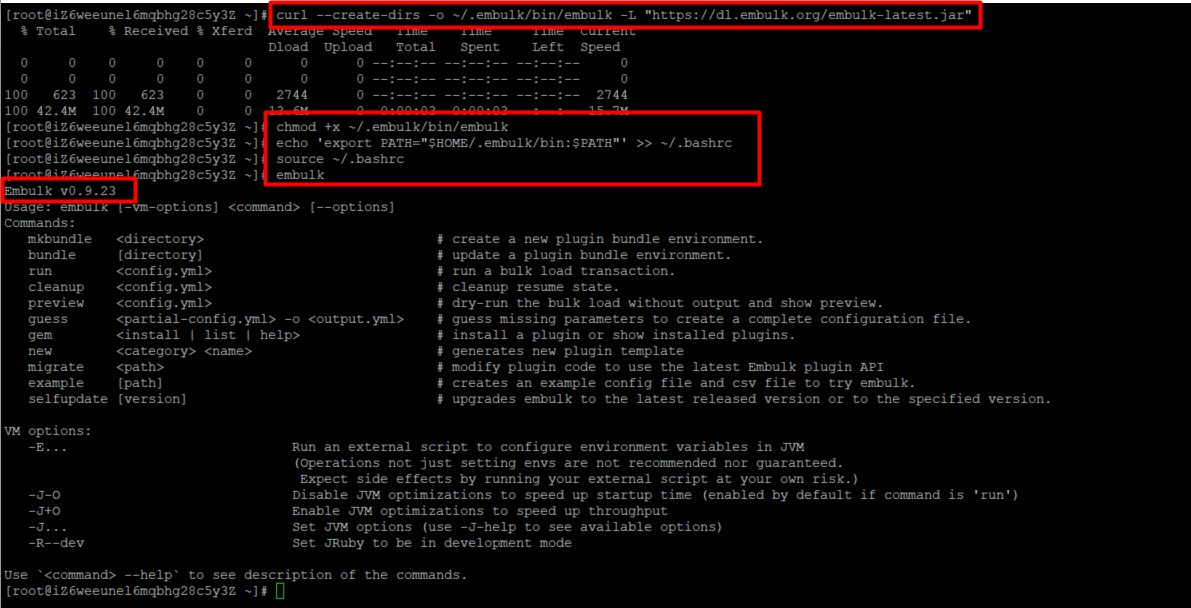 [root@iZ6weeunel6mqbhg28c5y3Z ~]# curl --create-dirs -o ~/.embulk/bin/embulk -L "https://dl.embulk.org/embulk-latest.jar"
% Total % Received % Xferd Average Speed Time Time Time Current
Dload Upload Total Spent Left Speed
0 0 0 0 0 0 0 0 --:--:-- --:--:-- --:--:-- 0
0 0 0 0 0 0 0 0 --:--:-- --:--:-- --:--:-- 0
100 623 100 623 0 0 2744 0 --:--:-- --:--:-- --:--:-- 2744
100 42.4M 100 42.4M 0 0 13.6M 0 0:00:03 0:00:03 --:--:-- 15.7M
[root@iZ6weeunel6mqbhg28c5y3Z ~]# chmod +x ~/.embulk/bin/embulk
[root@iZ6weeunel6mqbhg28c5y3Z ~]# echo 'export PATH="$HOME/.embulk/bin:$PATH"' >> ~/.bashrc
[root@iZ6weeunel6mqbhg28c5y3Z ~]# source ~/.bashrc
[root@iZ6weeunel6mqbhg28c5y3Z ~]# embulk
Embulk v0.9.23
Usage: embulk [-vm-options] <command> [--options]
Commands:
mkbundle <directory> # create a new plugin bundle environment.
bundle [directory] # update a plugin bundle environment.
run <config.yml> # run a bulk load transaction.
cleanup <config.yml> # cleanup resume state.
preview <config.yml> # dry-run the bulk load without output and show preview.
guess <partial-config.yml> -o <output.yml> # guess missing parameters to create a complete configuration file.
gem <install | list | help> # install a plugin or show installed plugins.
new <category> <name> # generates new plugin template
migrate <path> # modify plugin code to use the latest Embulk plugin API
example [path] # creates an example config file and csv file to try embulk.
selfupdate [version] # upgrades embulk to the latest released version or to the specified version.
VM options:
-E... Run an external script to configure environment variables in JVM
(Operations not just setting envs are not recommended nor guaranteed.
Expect side effects by running your external script at your own risk.)
-J-O Disable JVM optimizations to speed up startup time (enabled by default if command is 'run')
-J+O Enable JVM optimizations to speed up throughput
-J... Set JVM options (use -J-help to see available options)
-R--dev Set JRuby to be in development mode
Use `<command> --help` to see description of the commands.
[root@iZ6weeunel6mqbhg28c5y3Z ~]#